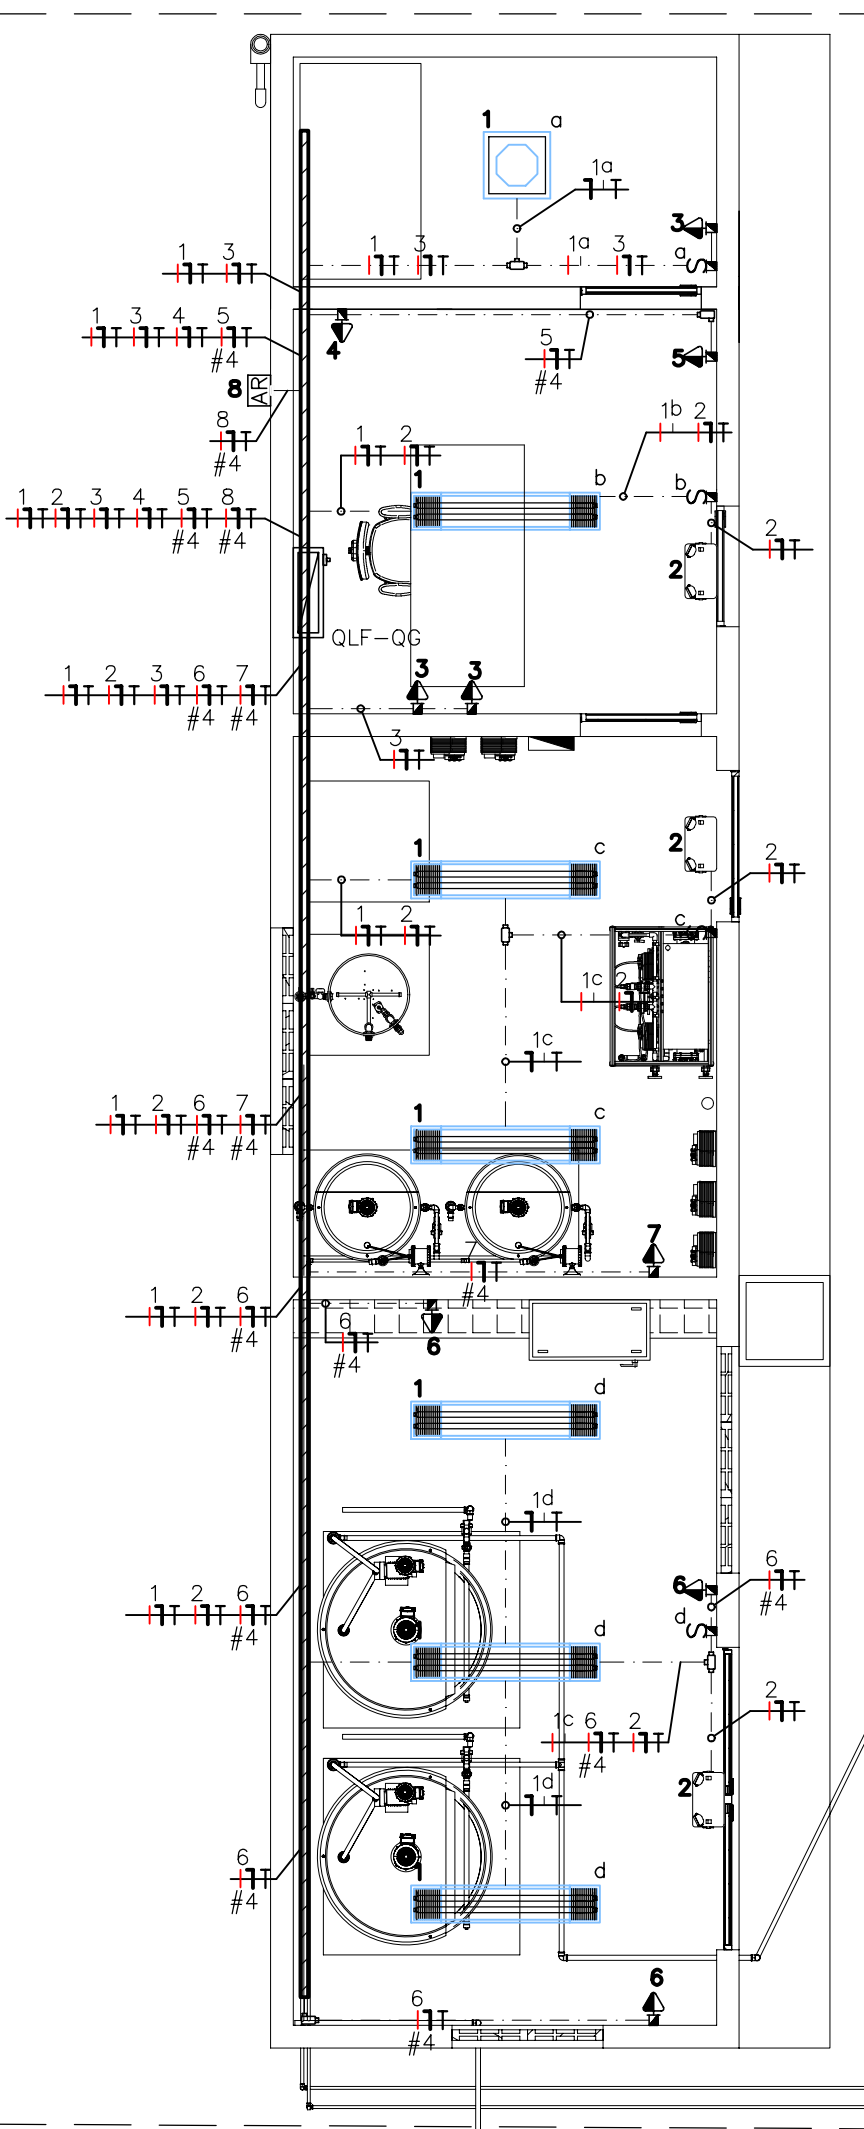 1 a
1a
3
a
1 3 1a 3
1 3
1 3 4 5
#4
4
5
#4
5
8 AR
8
#4
1b 2
1 2
1 b b
1 2 3 4 5 8
#4 #4
2
2
QLF-QG
3 3
1 2 3 6 7
#4 #4
3
1 c
2
2
c
1 2
1c 2
1c
1 2 6 7
#4 #4
1 c
7
7
#4
1 2 6
#4
6
#4
6
1 d
1d
6
#4
6
d
1 2 6
#4
d
2
1c 6 2
#4
1d
2
6
#4
d
6
6
#4